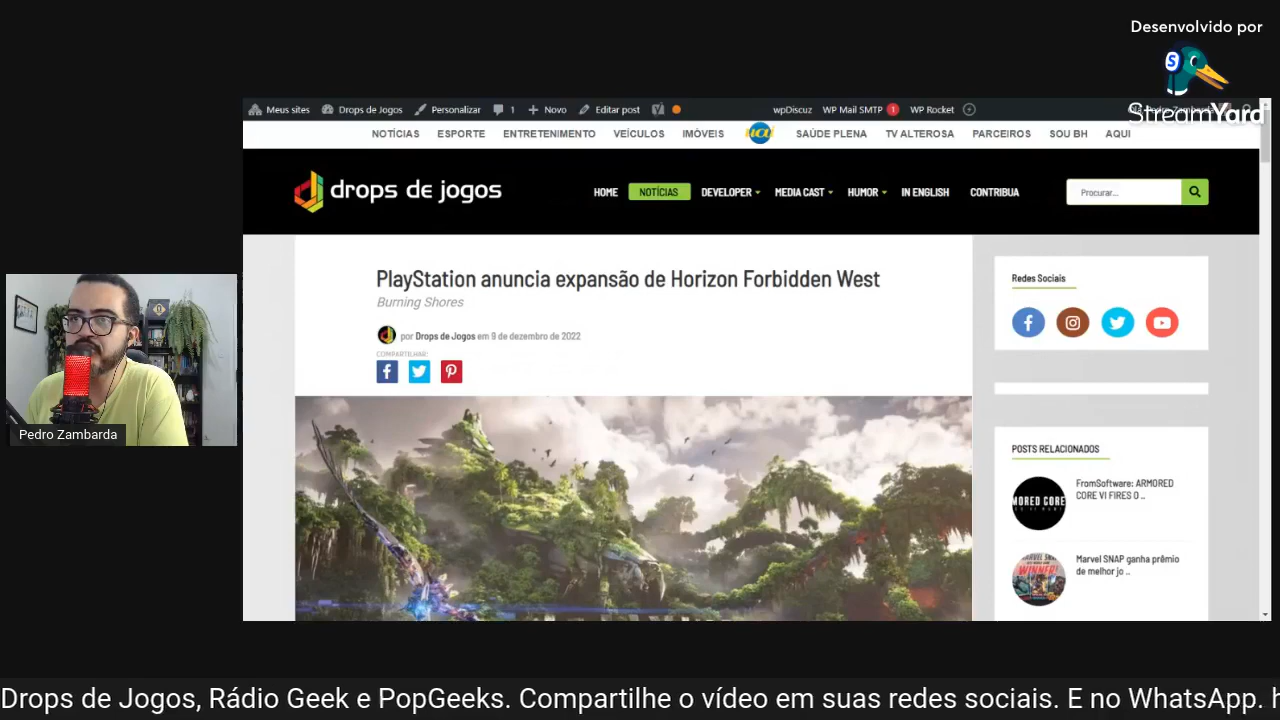 Desenvolvido por
StreamYard
Meus sites Drops de Jogos Personalizar 1 Novo Editar post wpDiscuz WP Mail SMTP 1 WP Rocket
NOTÍCIAS ESPORTE ENTRETENIMENTO VEÍCULOS IMÓVEIS SAÚDE PLENA TV ALTEROSA PARCEIROS SOU BH AQUI
drops de jogos
HOME NOTÍCIAS DEVELOPER MEDIA CAST HUMOR IN ENGLISH CONTRIBUA
Procurar...
PlayStation anuncia expansão de Horizon Forbidden West
Burning Shores
por Drops de Jogos em 9 de dezembro de 2022
COMPARTILHAR:
Redes Sociais
POSTS RELACIONADOS
FromSoftware: ARMORED
CORE VI FIRES O ..
Marvel SNAP ganha prêmio
de melhor jo ..
Pedro Zambarda
Drops de Jogos, Rádio Geek e PopGeeks. Compartilhe o vídeo em suas redes sociais. E no WhatsApp.